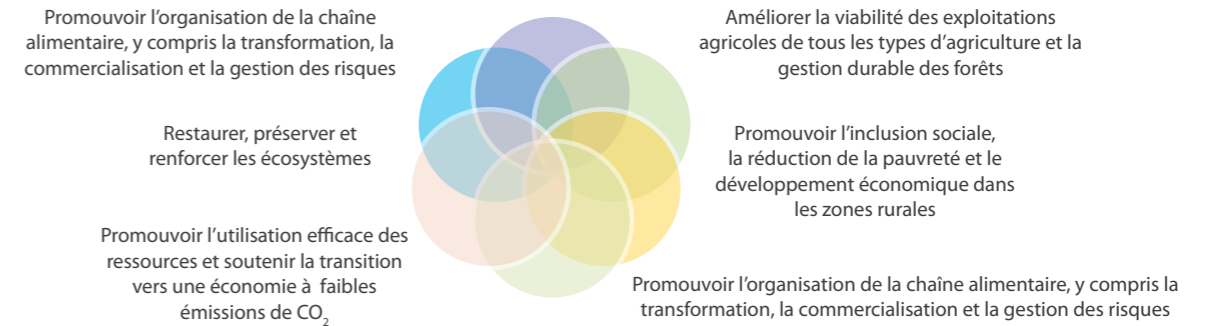 Promouvoir l’organisation de la chaîne
alimentaire, y compris la transformation, la
commercialisation et la gestion des risques
Restaurer, préserver et
renforcer les écosystèmes
Promouvoir l’utilisation efficace des
ressources et soutenir la transition
vers une économie à faibles
émissions de CO₂
Améliorer la viabilité des exploitations
agricoles de tous les types d’agriculture et la
gestion durable des forêts
Promouvoir l’inclusion sociale,
la réduction de la pauvreté et le
développement économique dans
les zones rurales
Promouvoir l’organisation de la chaîne alimentaire, y compris la
transformation, la commercialisation et la gestion des risques